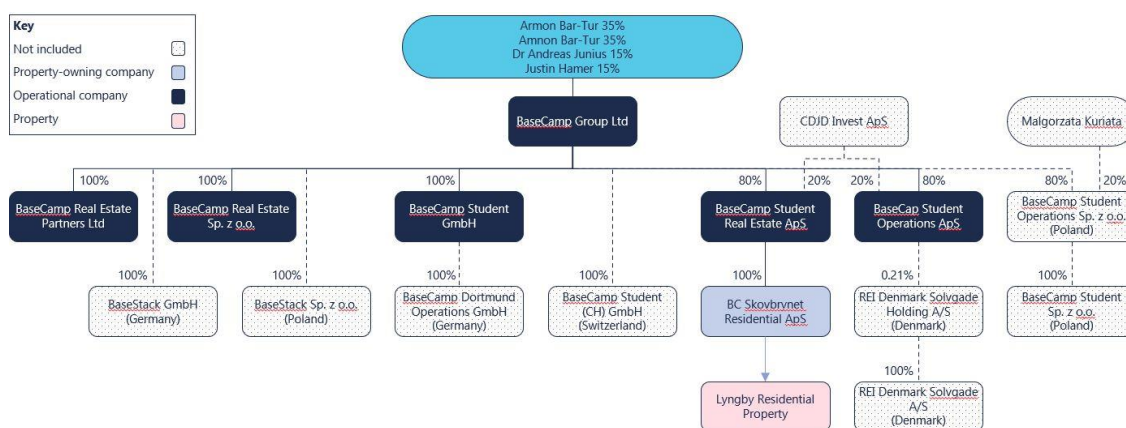 Key
Not included
Property-owning company
Operational company
Property
Armon Bar-Tur 35%
Amnon Bar-Tur 35%
Dr Andreas Junius 15%
Justin Hamer 15%
BaseCamp Group Ltd
CDJD Invest ApS
Malgorzata Kuriata
100%
100%
100%
80%
20%
20%
80%
80%
20%
BaseCamp Real Estate
Partners Ltd
BaseCamp Real Estate
Sp. z o.o.
BaseCamp Student
GmbH
BaseCamp Student
Real Estate ApS
BaseCap Student
Operations ApS
BaseCamp Student
Operations Sp. z o.o.
(Poland)
100%
100%
100%
100%
100%
0.21%
100%
BaseStack GmbH
(Germany)
BaseStack Sp. z o.o.
(Poland)
BaseCamp Dortmund
Operations GmbH
(Germany)
BaseCamp Student
(CH) GmbH
(Switzerland)
BC Skovbrynet
Residential ApS
REI Denmark Solvgade
Holding A/S
(Denmark)
BaseCamp Student
Sp. z o.o.
(Poland)
100%
Lyngby Residential
Property
REI Denmark Solvgade
A/S
(Denmark)